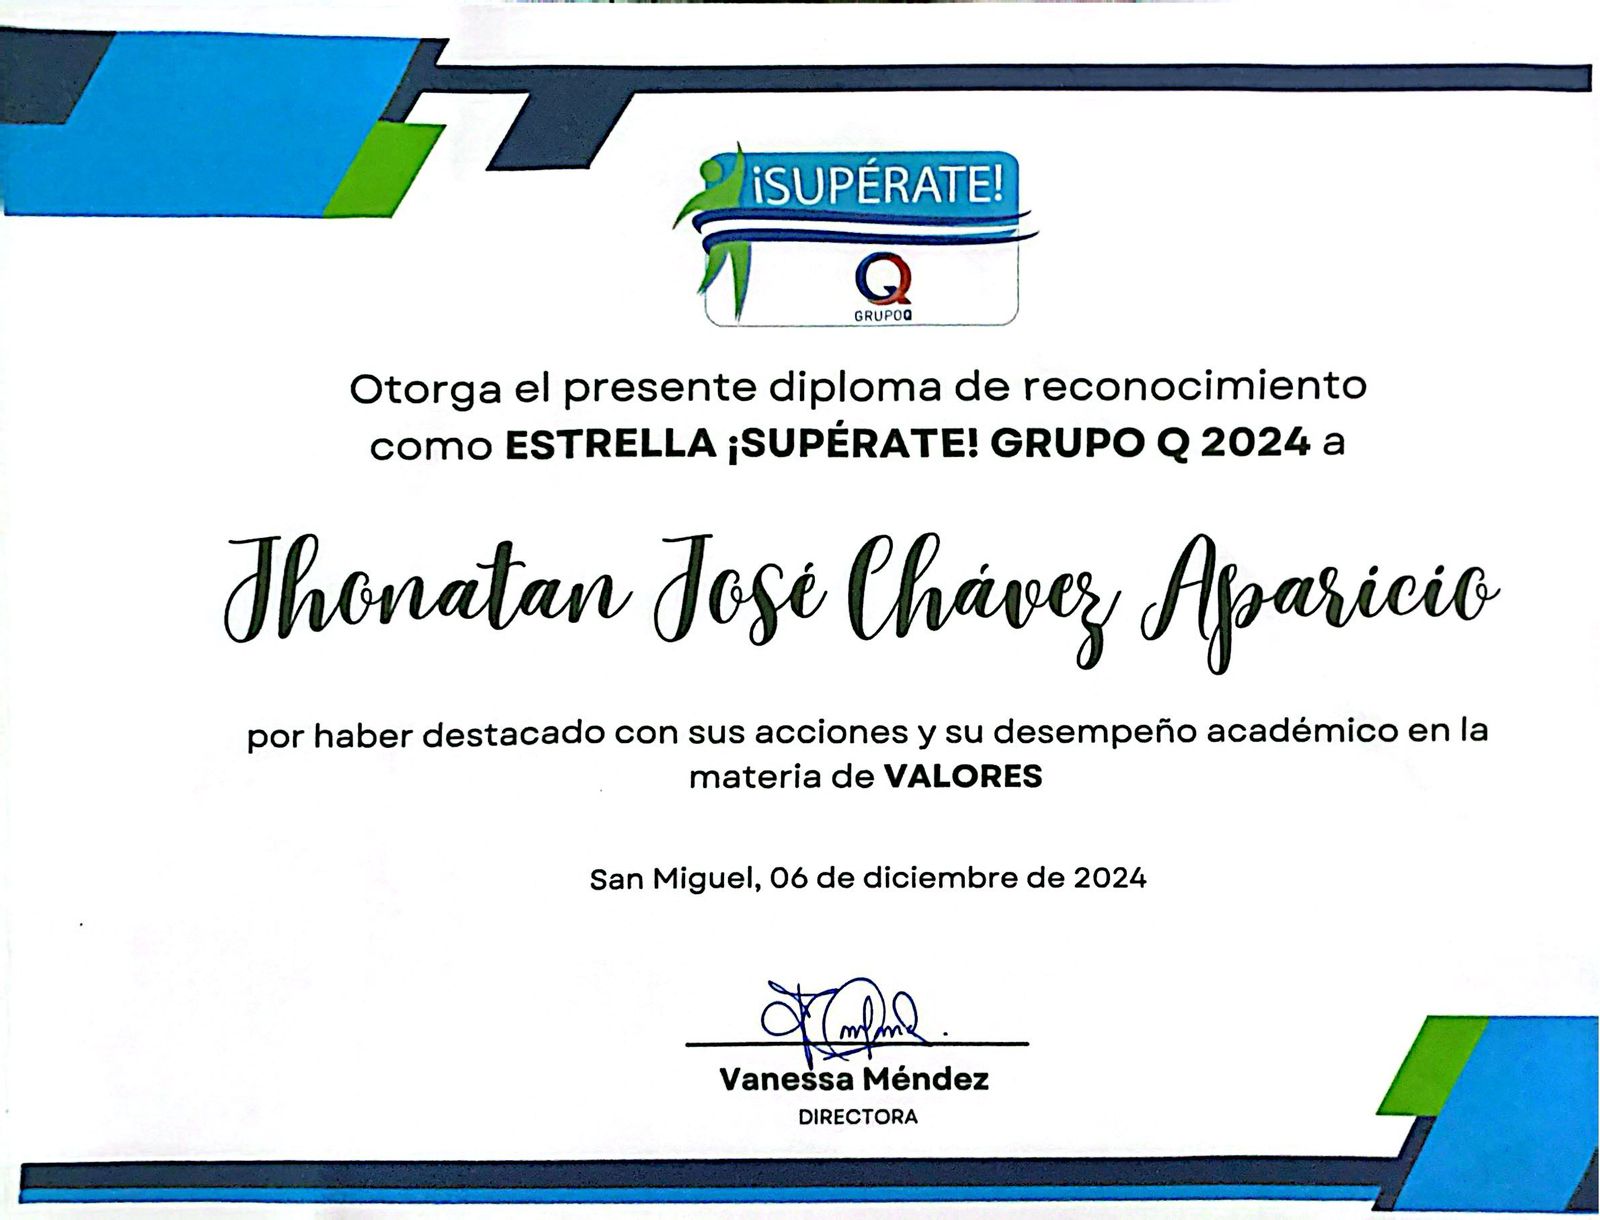 ¡SUPÉRATE!
Q
GRUPOQ
Otorga el presente diploma de reconocimiento
como ESTRELLA ¡SUPÉRATE! GRUPO Q 2024 a
Jhonatan José Chávez Aparicio
por haber destacado con sus acciones y su desempeño académico en la
materia de VALORES
San Miguel, 06 de diciembre de 2024
Vanessa Méndez
DIRECTORA